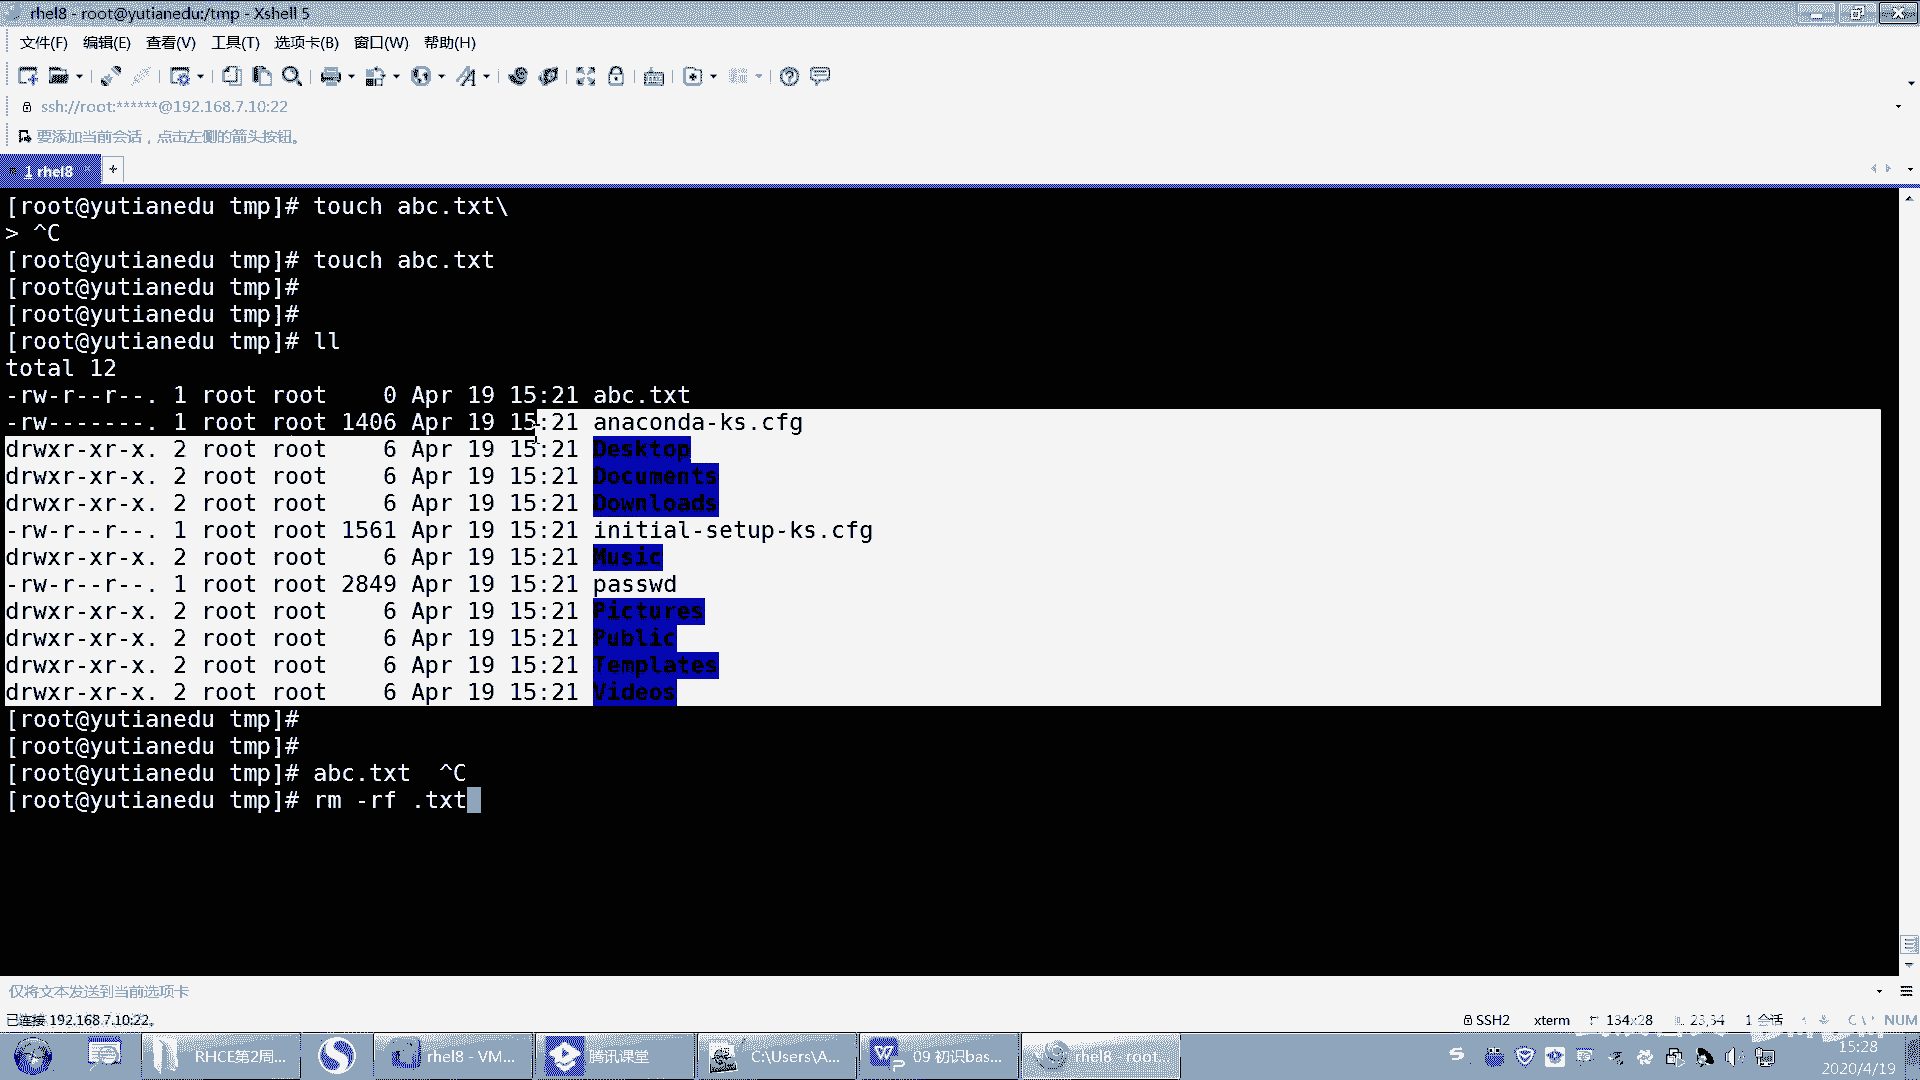 rhel8 - root@yutianedu:/tmp - Xshell 5
文件(F) 编辑(E) 查看(V) 工具(T) 选项卡(B) 窗口(W) 帮助(H)
ssh://root:******@192.168.7.10:22
要添加当前会话，点击左侧的箭头按钮。
1 rhel8
[root@yutianedu tmp]# touch abc.txt\
> ^C
[root@yutianedu tmp]# touch abc.txt
[root@yutianedu tmp]#
[root@yutianedu tmp]#
[root@yutianedu tmp]# ll
total 12
-rw-r--r--. 1 root root    0 Apr 19 15:21 abc.txt
-rw-------. 1 root root 1406 Apr 19 15:21 anaconda-ks.cfg
drwxr-xr-x. 2 root root    6 Apr 19 15:21 Desktop
drwxr-xr-x. 2 root root    6 Apr 19 15:21 Documents
drwxr-xr-x. 2 root root    6 Apr 19 15:21 Downloads
-rw-r--r--. 1 root root 1561 Apr 19 15:21 initial-setup-ks.cfg
drwxr-xr-x. 2 root root    6 Apr 19 15:21 Music
-rw-r--r--. 1 root root 2849 Apr 19 15:21 passwd
drwxr-xr-x. 2 root root    6 Apr 19 15:21 Pictures
drwxr-xr-x. 2 root root    6 Apr 19 15:21 Public
drwxr-xr-x. 2 root root    6 Apr 19 15:21 Templates
drwxr-xr-x. 2 root root    6 Apr 19 15:21 Videos
[root@yutianedu tmp]#
[root@yutianedu tmp]#
[root@yutianedu tmp]# abc.txt  ^C
[root@yutianedu tmp]# rm -rf .txt
仅将文本发送到当前选项卡
已连接 192.168.7.10:22。 SSH2 xterm 134x28 23,34 1 会话 NUM
RHCE第2周... rhel8 - VM... 腾讯课堂 C:\Users\A... 09 初识bas... rhel8 - root...
15:28
2020/4/19